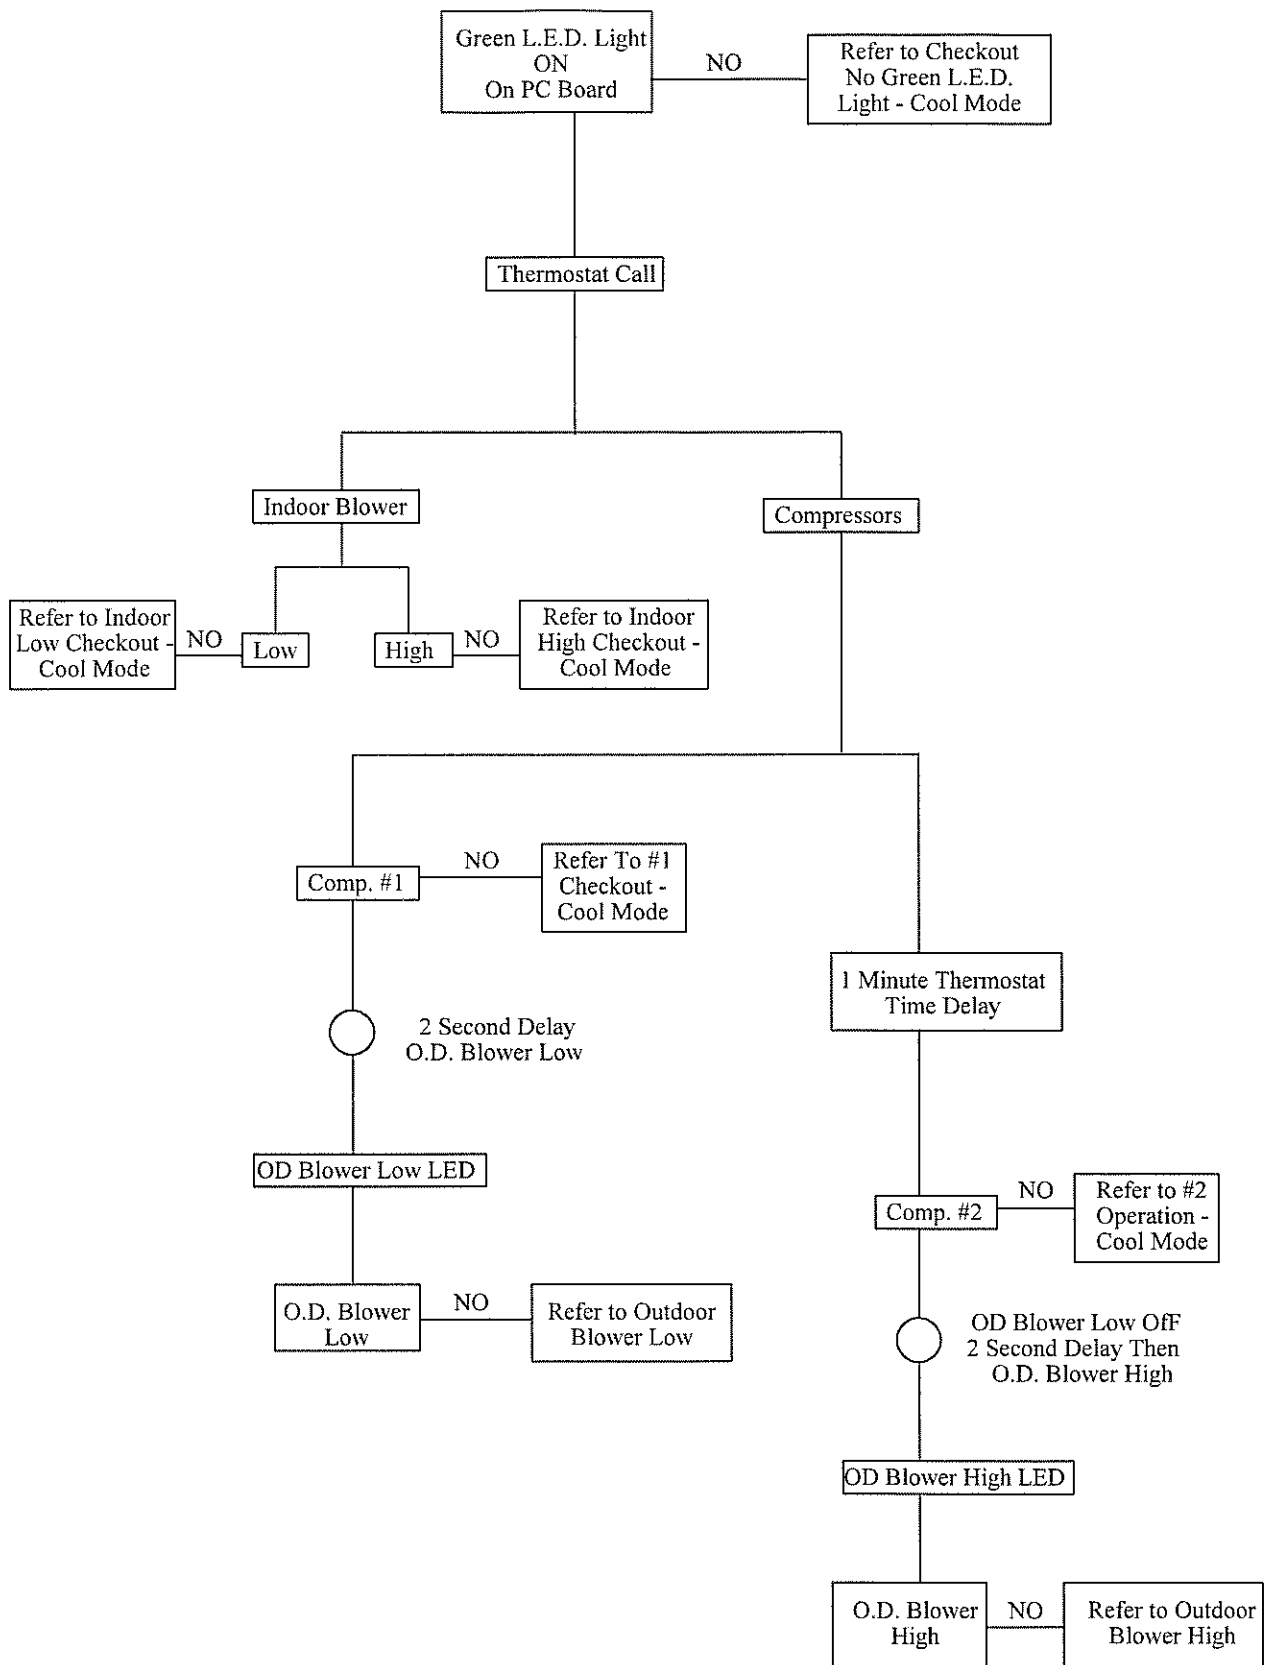 Green L.E.D. Light
ON
On PC Board
NO
Refer to Checkout
No Green L.E.D.
Light - Cool Mode
Thermostat Call
Indoor Blower
Compressors
Refer to Indoor
Low Checkout -
Cool Mode
NO
Low
High
NO
Refer to Indoor
High Checkout -
Cool Mode
Comp. #1
NO
Refer To #1
Checkout -
Cool Mode
1 Minute Thermostat
Time Delay
2 Second Delay
O.D. Blower Low
OD Blower Low LED
Comp. #2
NO
Refer to #2
Operation -
Cool Mode
O.D. Blower
Low
NO
Refer to Outdoor
Blower Low
OD Blower Low OfF
2 Second Delay Then
O.D. Blower High
OD Blower High LED
O.D. Blower
High
NO
Refer to Outdoor
Blower High